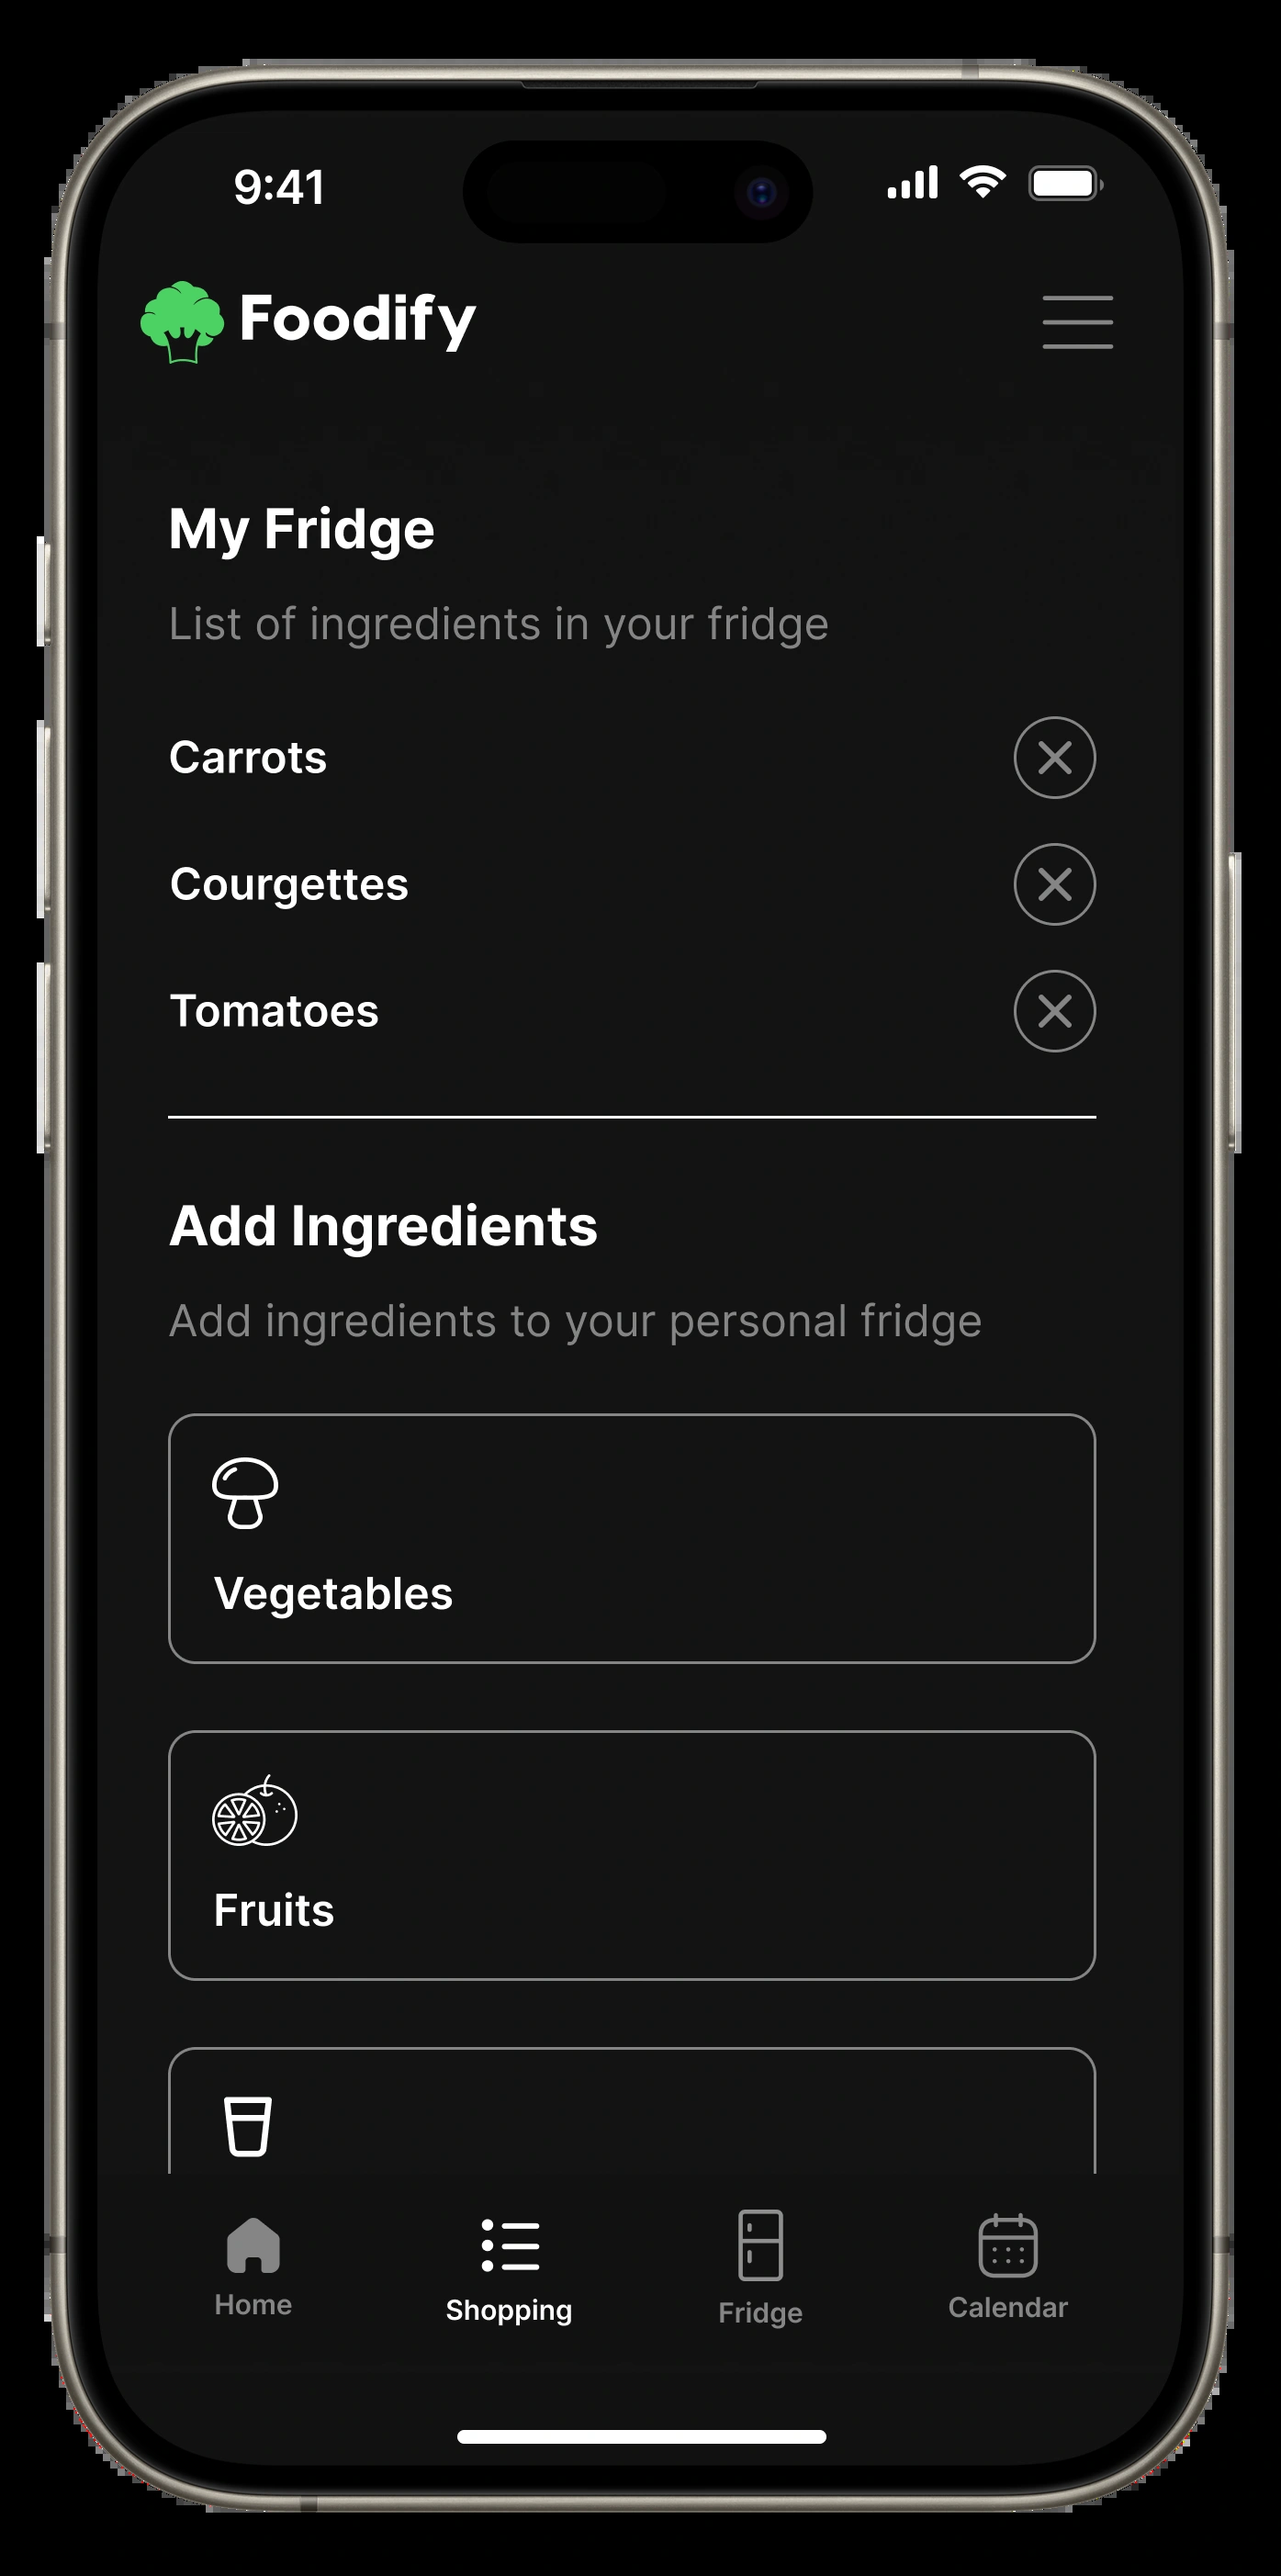 9:41
Foodify
My Fridge
List of ingredients in your fridge
Carrots
Courgettes
Tomatoes
Add Ingredients
Add ingredients to your personal fridge
Vegetables
Fruits
Home
Shopping
Fridge
Calendar